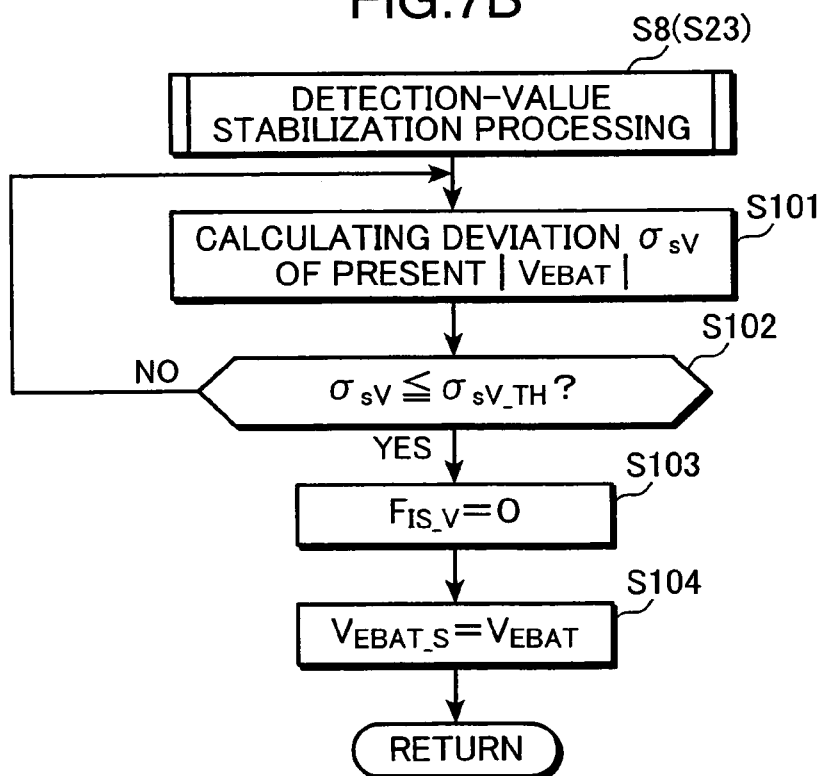 FIG.7B
S8(S23)
DETECTION-VALUE
STABILIZATION PROCESSING
S101
CALCULATING DEVIATION σsV
OF PRESENT | VEBAT |
S102
NO
σsV ≦ σsV_TH ?
YES
S103
FIS_V=0
S104
VEBAT_S=VEBAT
RETURN